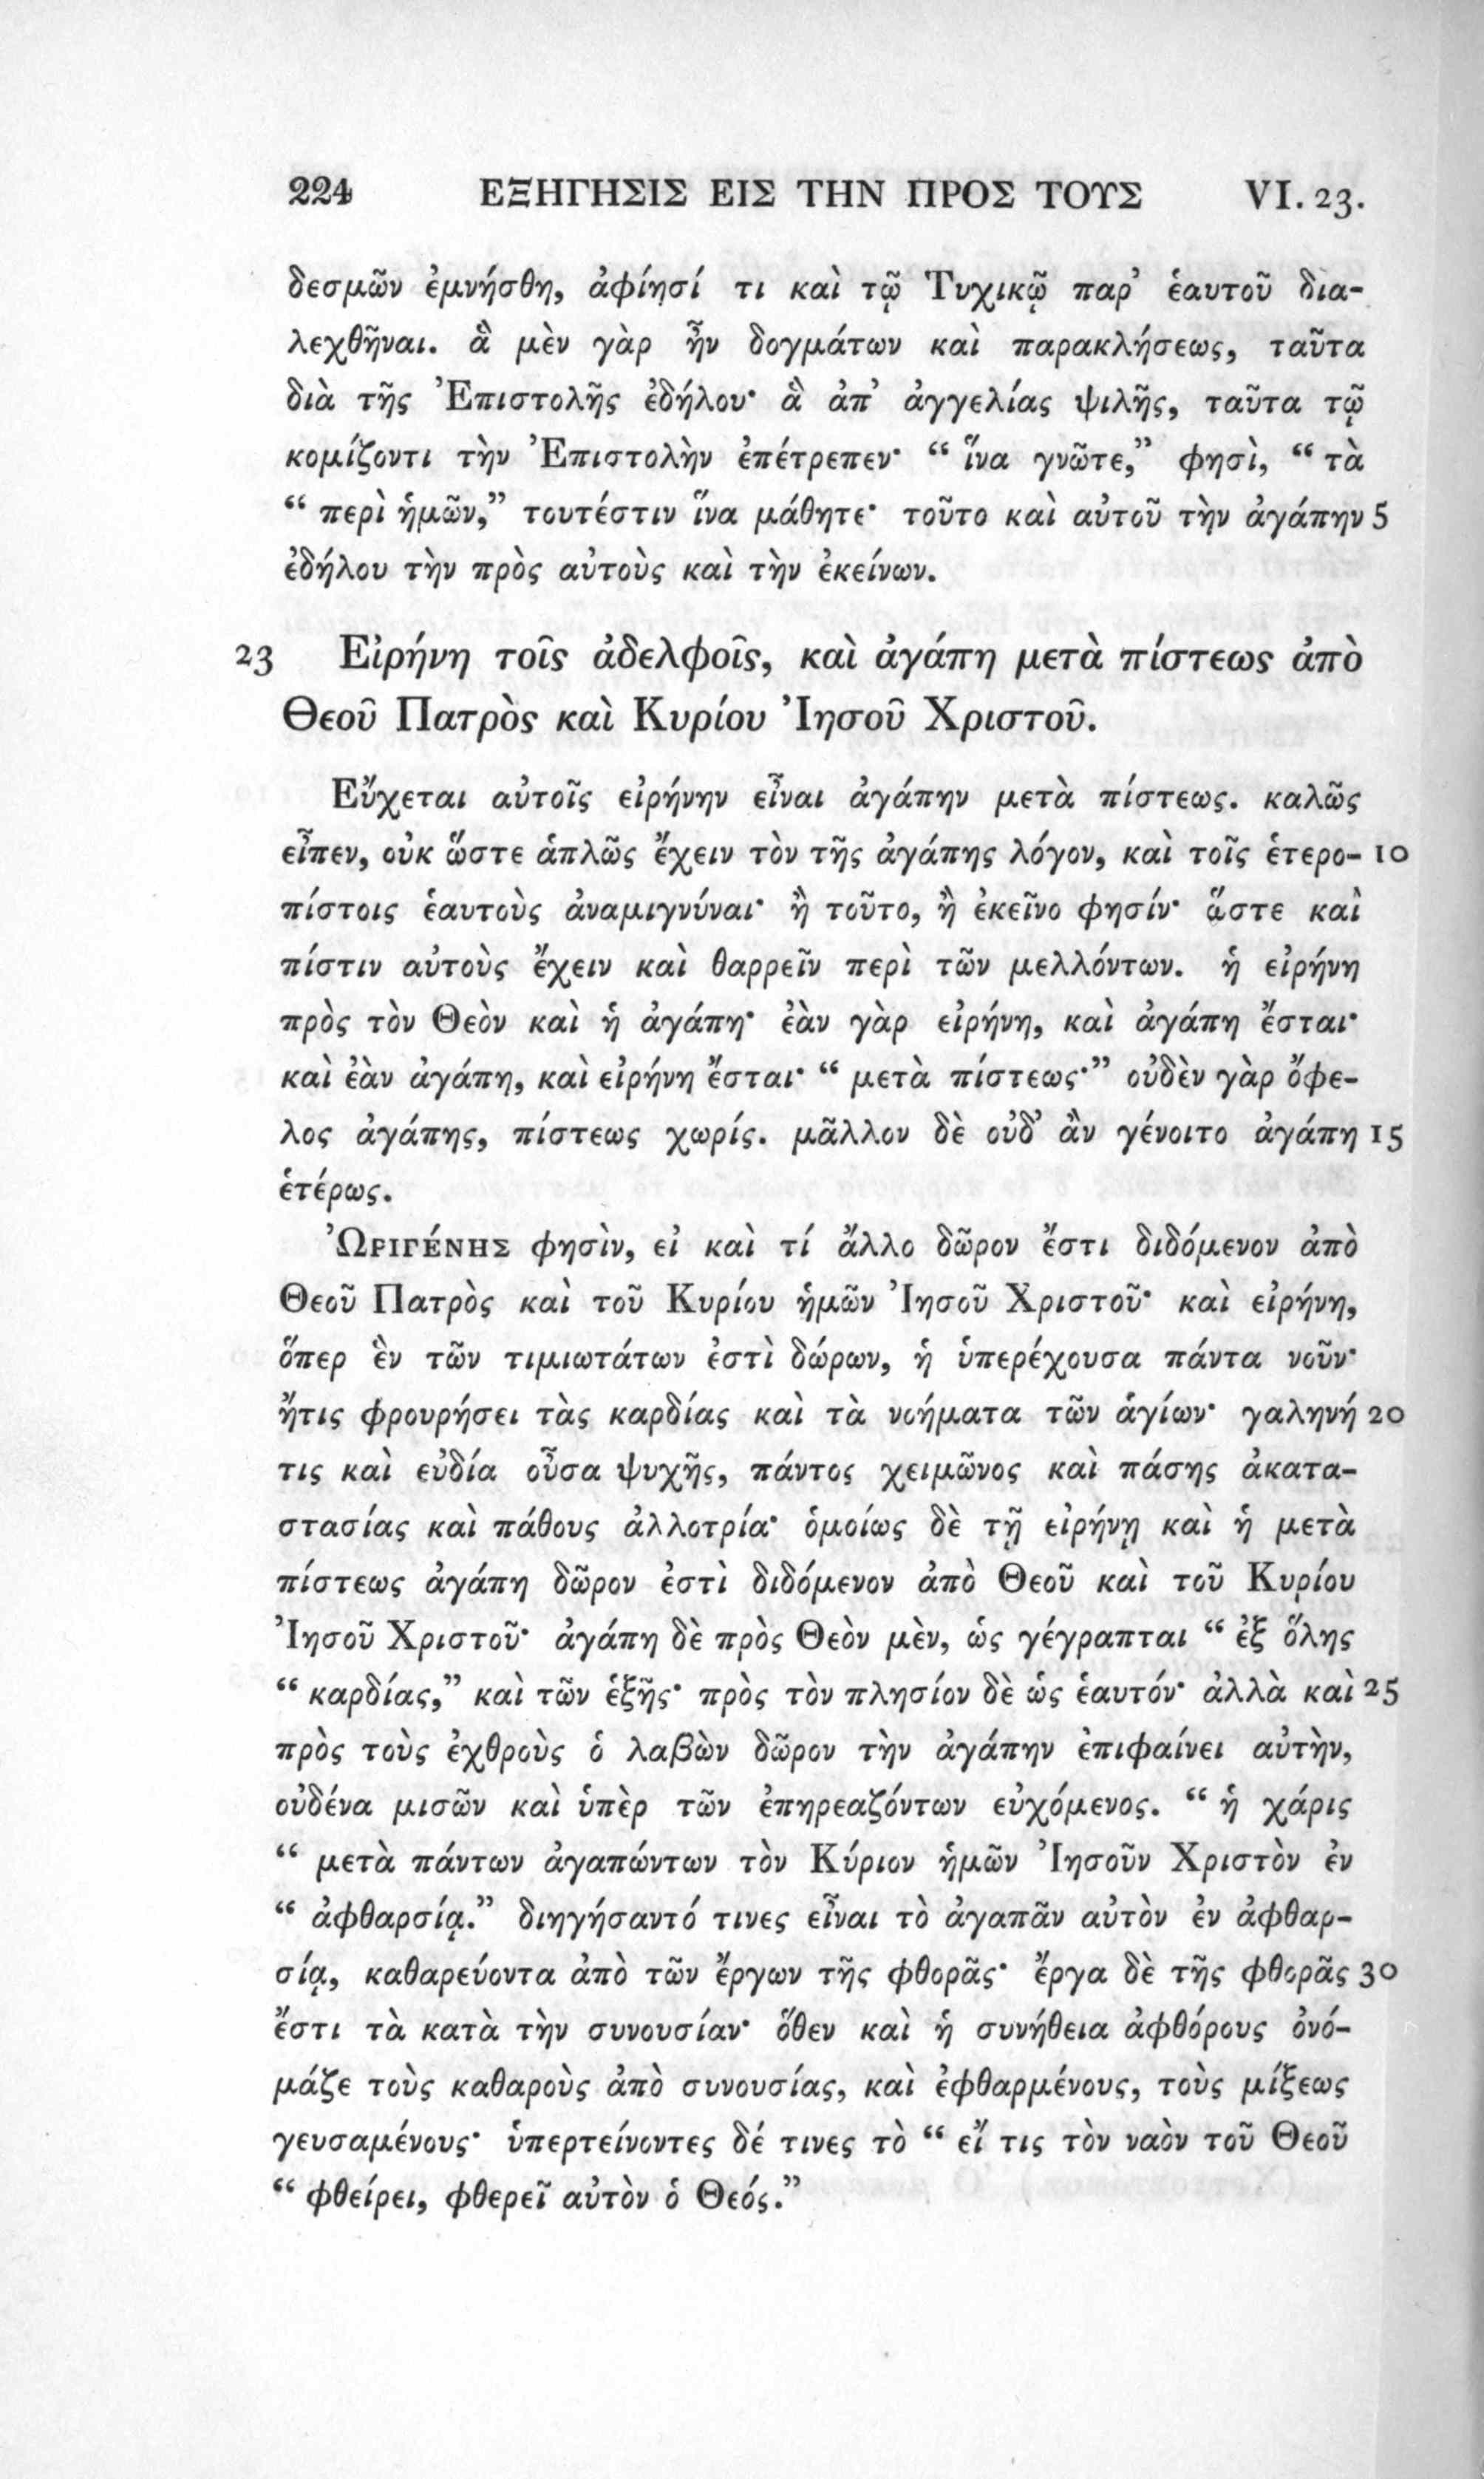 224 ΕΞΗΓΗΣΙΣ ΕΙΣ ΤΗΝ ΠΡΟΣ ΤΟΥΣ VI. 23.
δεσμῶν ἐμνήσθη, ἀφίησί τι καὶ τῷ Τυχικῷ παρ’ ἑαυτοῦ δια-
λεχθῆναι. ἃ μὲν γὰρ ἦν δογμάτων καὶ παρακλήσεως, ταῦτα
διὰ τῆς Ἐπιστολῆς ἐδήλου· ἃ ἀπ’ ἀγγελίας ψιλῆς, ταῦτα τῷ
κομίζοντι τὴν Ἐπιστολὴν ἐπέτρεπεν· “ ἵνα γνῶτε,” φησὶ, “ τὰ
“ περὶ ἡμῶν,” τουτέστιν ἵνα μάθητε· τοῦτο καὶ αὐτοῦ τὴν ἀγάπην 5
ἐδήλου τὴν πρὸς αὐτοὺς καὶ τὴν ἐκείνων.
23 Εἰρήνη τοῖς ἀδελφοῖς, καὶ ἀγάπη μετὰ πίστεως ἀπὸ
Θεοῦ Πατρὸς καὶ Κυρίου Ἰησοῦ Χριστοῦ.
Εὔχεται αὐτοῖς εἰρήνην εἶναι ἀγάπην μετὰ πίστεως. καλῶς
εἶπεν, οὐκ ὥστε ἁπλῶς ἔχειν τὸν τῆς ἀγάπης λόγον, καὶ τοῖς ἑτερο- 10
πίστοις ἑαυτοὺς ἀναμιγνύναι· ἢ τοῦτο, ἢ ἐκεῖνο φησίν· ὥστε καὶ
πίστιν αὐτοὺς ἔχειν καὶ θαρρεῖν περὶ τῶν μελλόντων. ἡ εἰρήνη
πρὸς τὸν Θεὸν καὶ ἡ ἀγάπη· ἐὰν γὰρ εἰρήνη, καὶ ἀγάπη ἔσται·
καὶ ἐὰν ἀγάπη, καὶ εἰρήνη ἔσται· “ μετὰ πίστεως·” οὐδὲν γὰρ ὄφε-
λος ἀγάπης, πίστεως χωρίς. μᾶλλον δὲ οὐδ’ ἂν γένοιτο ἀγάπη 15
ἑτέρως.
Ὠριγένης φησὶν, εἰ καὶ τί ἄλλο δῶρον ἔστι διδόμενον ἀπὸ
Θεοῦ Πατρὸς καὶ τοῦ Κυρίου ἡμῶν Ἰησοῦ Χριστοῦ· καὶ εἰρήνη,
ὅπερ ἓν τῶν τιμιωτάτων ἐστὶ δώρων, ἡ ὑπερέχουσα πάντα νοῦν·
ἥτις φρουρήσει τὰς καρδίας καὶ τὰ νοήματα τῶν ἁγίων· γαληνή 20
τις καὶ εὐδία οὖσα ψυχῆς, πάντος χειμῶνος καὶ πάσης ἀκατα-
στασίας καὶ πάθους ἀλλοτρία· ὁμοίως δὲ τῇ εἰρήνῃ καὶ ἡ μετὰ
πίστεως ἀγάπη δῶρον ἐστὶ διδόμενον ἀπὸ Θεοῦ καὶ τοῦ Κυρίου
Ἰησοῦ Χριστοῦ· ἀγάπη δὲ πρὸς Θεὸν μὲν, ὡς γέγραπται “ ἐξ ὅλης
“ καρδίας,” καὶ τῶν ἑξῆς· πρὸς τὸν πλησίον δὲ ὡς ἑαυτόν· ἀλλὰ καὶ 25
πρὸς τοὺς ἐχθροὺς ὁ λαβὼν δῶρον τὴν ἀγάπην ἐπιφαίνει αὐτὴν,
οὐδένα μισῶν καὶ ὑπὲρ τῶν ἐπηρεαζόντων εὐχόμενος. “ ἡ χάρις
“ μετὰ πάντων ἀγαπώντων τὸν Κύριον ἡμῶν Ἰησοῦν Χριστὸν ἐν
“ ἀφθαρσίᾳ.” διηγήσαντό τινες εἶναι τὸ ἀγαπᾶν αὐτὸν ἐν ἀφθαρ-
σίᾳ, καθαρεύοντα ἀπὸ τῶν ἔργων τῆς φθορᾶς· ἔργα δὲ τῆς φθορᾶς 30
ἔστι τὰ κατὰ τὴν συνουσίαν· ὅθεν καὶ ἡ συνήθεια ἀφθόρους ὀνό-
μάζε τοὺς καθαροὺς ἀπὸ συνουσίας, καὶ ἐφθαρμένους, τοὺς μίξεως
γευσαμένους· ὑπερτείνοντες δέ τινες τὸ “ εἴ τις τὸν ναὸν τοῦ Θεοῦ
“ φθείρει, φθερεῖ αὐτὸν ὁ Θεός.”